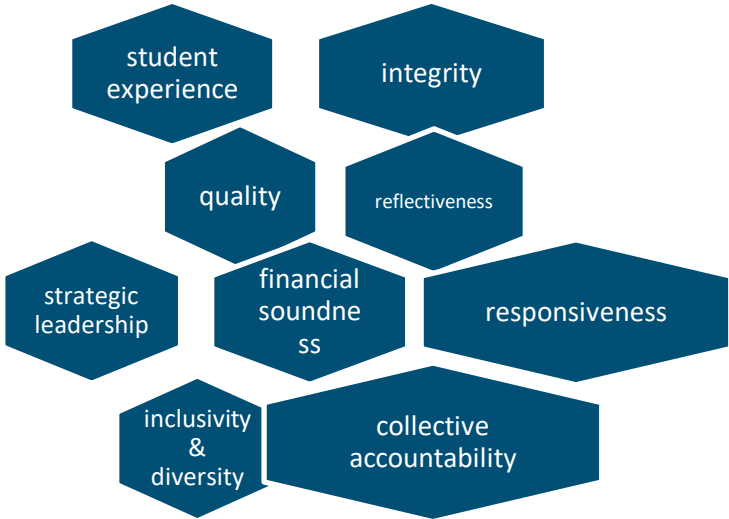 student
experience
integrity
quality
reflectiveness
strategic
leadership
financial
soundne
ss
responsiveness
inclusivity
&
diversity
collective
accountability